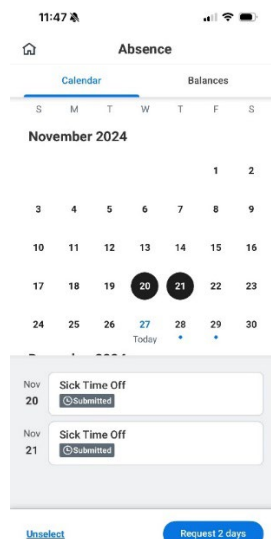 11:47
Absence
Calendar Balances
S M T W T F S
November 2024
1 2
3 4 5 6 7 8 9
10 11 12 13 14 15 16
17 18 19 20 21 22 23
24 25 26 27 28 29 30
Today
Nov 20 Sick Time Off
Submitted
Nov 21 Sick Time Off
Submitted
Unselect Request 2 days